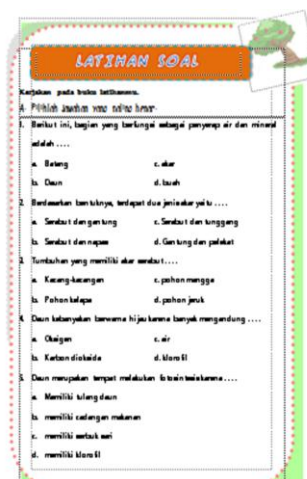 LATIHAN SOAL
Kerjakan pada buku latihanmu.
A. Pilihlah jawaban yang paling benar.
1. Berikut ini, bagian yang berfungsi sebagai penyerap air dan mineral
adalah ....
a. Batang c. akar
b. Daun d. buah
2. Berdasarkan bentuknya, terdapat dua jenis akar yaitu ....
a. Serabut dan gantung c. Serabut dan tunggang
b. Serabut dan napas d. Gantung dan pelekat
3. Tumbuhan yang memiliki akar serabut ....
a. Kacang-kacangan c. pohon mangga
b. Pohon kelapa d. pohon jeruk
4. Daun kebanyakan berwarna hijau karena banyak mengandung ....
a. Oksigen c. air
b. Karbondioksida d. klorofil
5. Daun merupakan tempat melakukan fotosintesis karena ....
a. Memiliki tulang daun
b. memiliki cadangan makanan
c. memiliki serbuk sari
d. memiliki klorofil